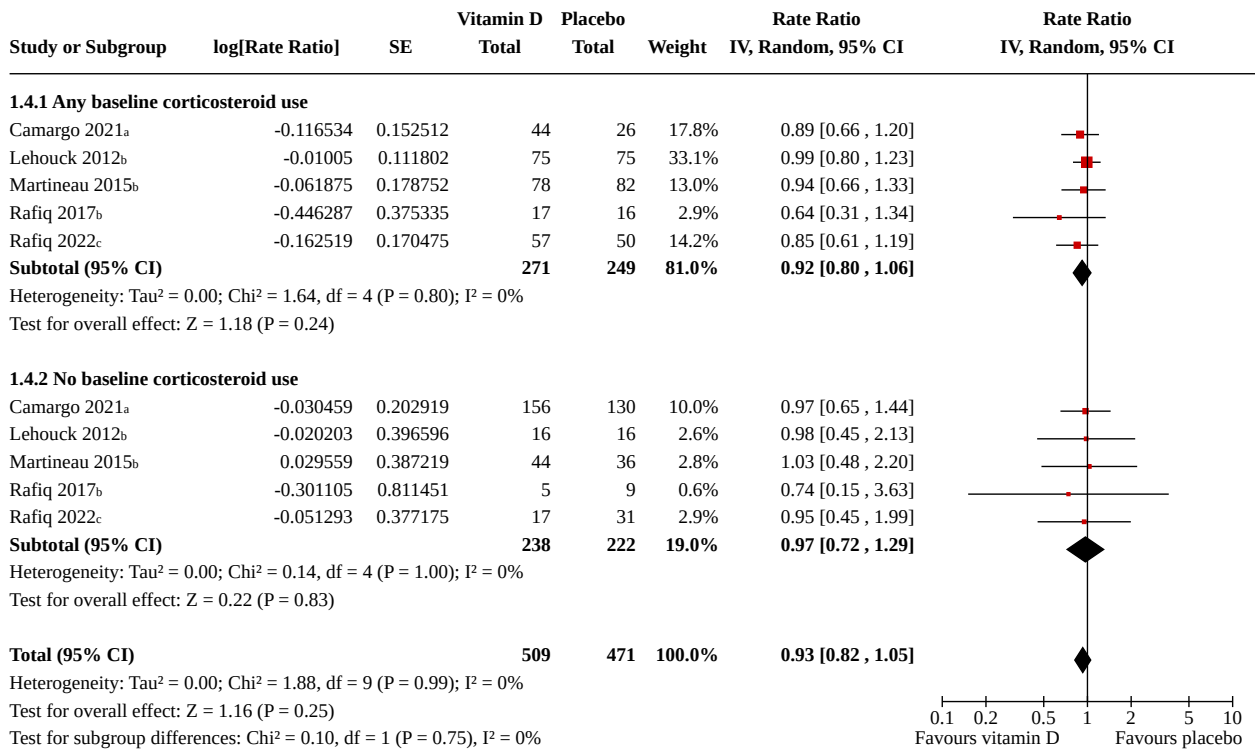 Vitamin D Placebo Rate Ratio Rate Ratio
Study or Subgroup log[Rate Ratio] SE Total Total Weight IV, Random, 95% CI IV, Random, 95% CI
1.4.1 Any baseline corticosteroid use
Camargo 2021a -0.116534 0.152512 44 26 17.8% 0.89 [0.66 , 1.20]
Lehouck 2012b -0.01005 0.111802 75 75 33.1% 0.99 [0.80 , 1.23]
Martineau 2015b -0.061875 0.178752 78 82 13.0% 0.94 [0.66 , 1.33]
Rafiq 2017b -0.446287 0.375335 17 16 2.9% 0.64 [0.31 , 1.34]
Rafiq 2022c -0.162519 0.170475 57 50 14.2% 0.85 [0.61 , 1.19]
Subtotal (95% CI) 271 249 81.0% 0.92 [0.80 , 1.06]
Heterogeneity: Tau² = 0.00; Chi² = 1.64, df = 4 (P = 0.80); I² = 0%
Test for overall effect: Z = 1.18 (P = 0.24)
1.4.2 No baseline corticosteroid use
Camargo 2021a -0.030459 0.202919 156 130 10.0% 0.97 [0.65 , 1.44]
Lehouck 2012b -0.020203 0.396596 16 16 2.6% 0.98 [0.45 , 2.13]
Martineau 2015b 0.029559 0.387219 44 36 2.8% 1.03 [0.48 , 2.20]
Rafiq 2017b -0.301105 0.811451 5 9 0.6% 0.74 [0.15 , 3.63]
Rafiq 2022c -0.051293 0.377175 17 31 2.9% 0.95 [0.45 , 1.99]
Subtotal (95% CI) 238 222 19.0% 0.97 [0.72 , 1.29]
Heterogeneity: Tau² = 0.00; Chi² = 0.14, df = 4 (P = 1.00); I² = 0%
Test for overall effect: Z = 0.22 (P = 0.83)
Total (95% CI) 509 471 100.0% 0.93 [0.82 , 1.05]
Heterogeneity: Tau² = 0.00; Chi² = 1.88, df = 9 (P = 0.99); I² = 0%
Test for overall effect: Z = 1.16 (P = 0.25)
0.1 0.2 0.5 1 2 5 10
Test for subgroup differences: Chi² = 0.10, df = 1 (P = 0.75), I² = 0%
Favours vitamin D Favours placebo